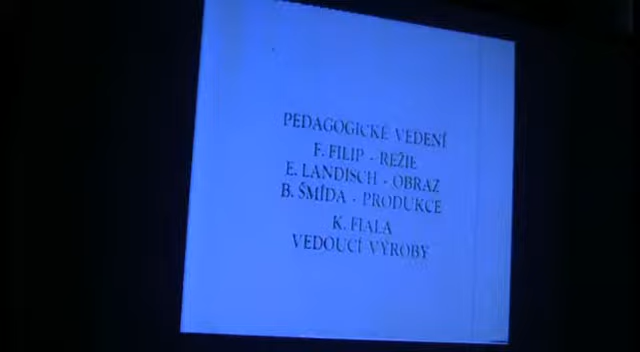 PEDAGOGICKÉ VEDENÍ
F. FILIP - REŽIE
E. LANDISCH - OBRAZ
B. ŠMÍDA - PRODUKCE
K. FIALA
VEDOUCÍ VÝROBY